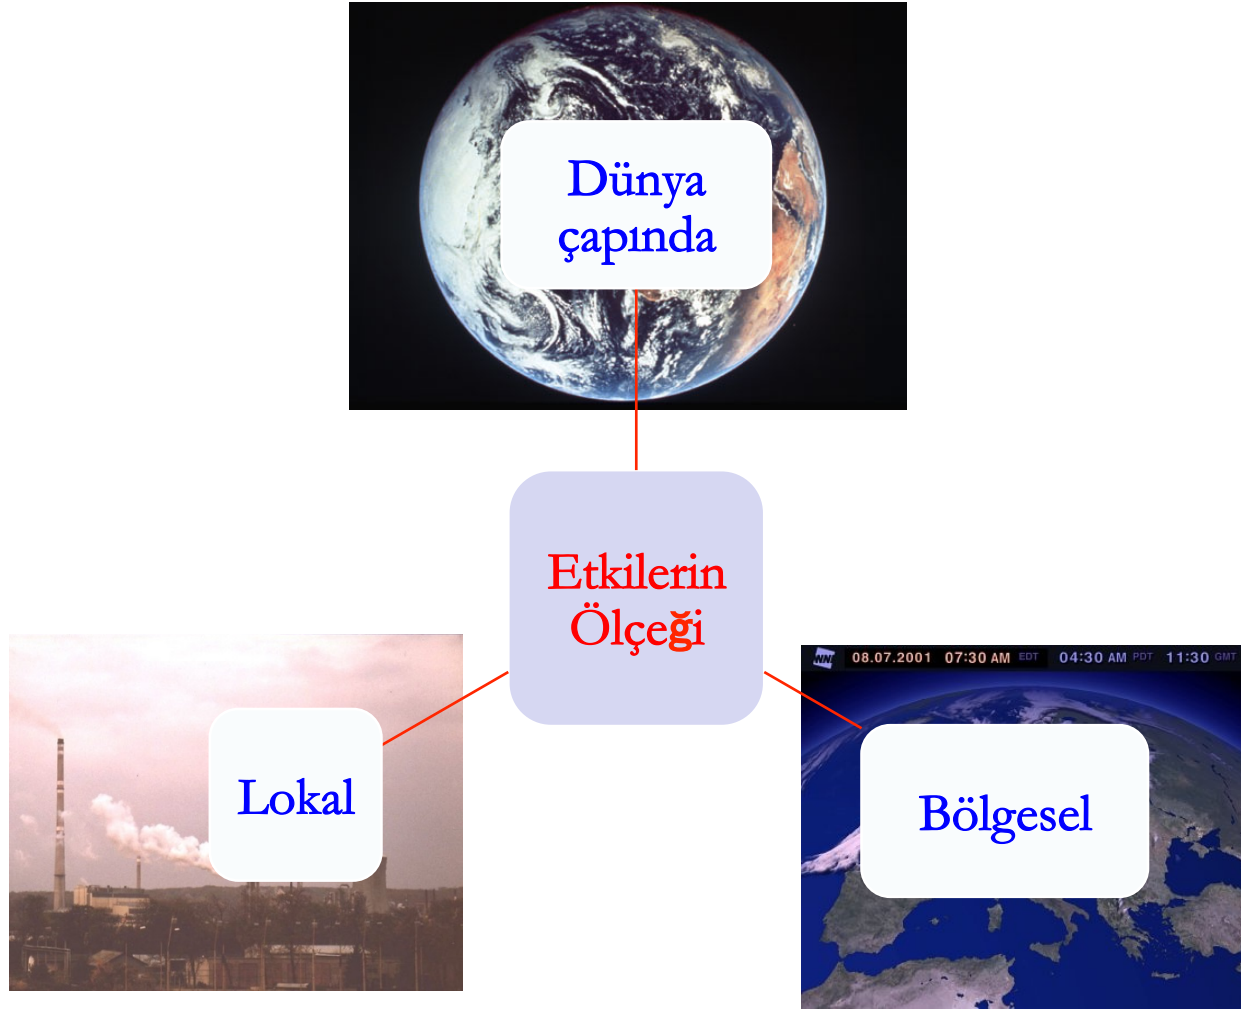 Dünya
çapında
Etkilerin
Ölçeği
Lokal
08.07.2001 07:30 AM EDT 04:30 AM PDT 11:30 GMT
Bölgesel